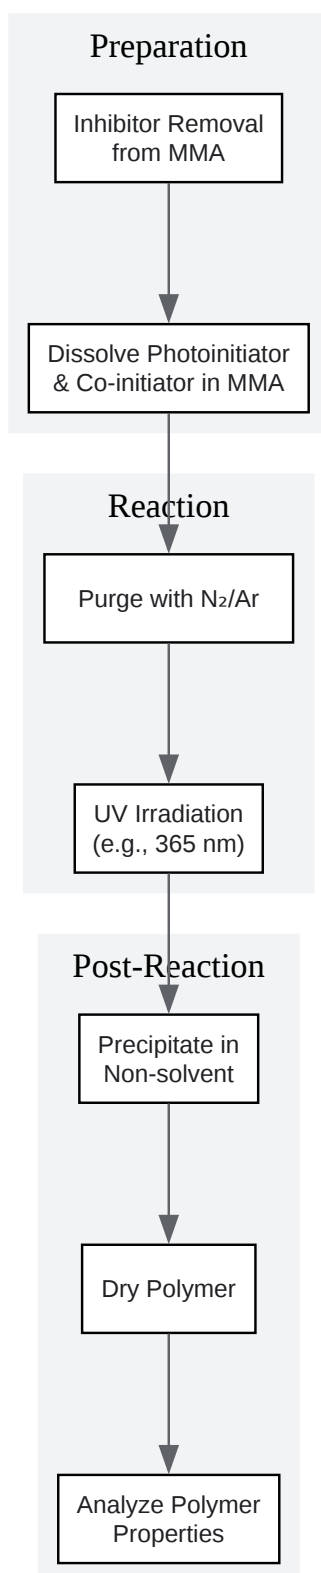 Preparation
Inhibitor Removal
from MMA
Dissolve Photoinitiator
& Co-initiator in MMA
Reaction
Purge with N₂/Ar
UV Irradiation
(e.g., 365 nm)
Post-Reaction
Precipitate in
Non-solvent
Dry Polymer
Analyze Polymer
Properties